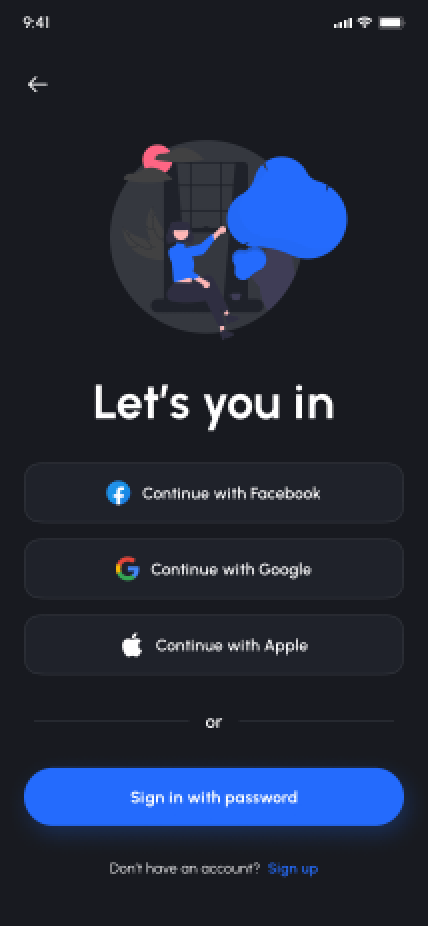 9:41
Let's you in
Continue with Facebook
Continue with Google
Continue with Apple
or
Sign in with password
Don't have an account? Sign up